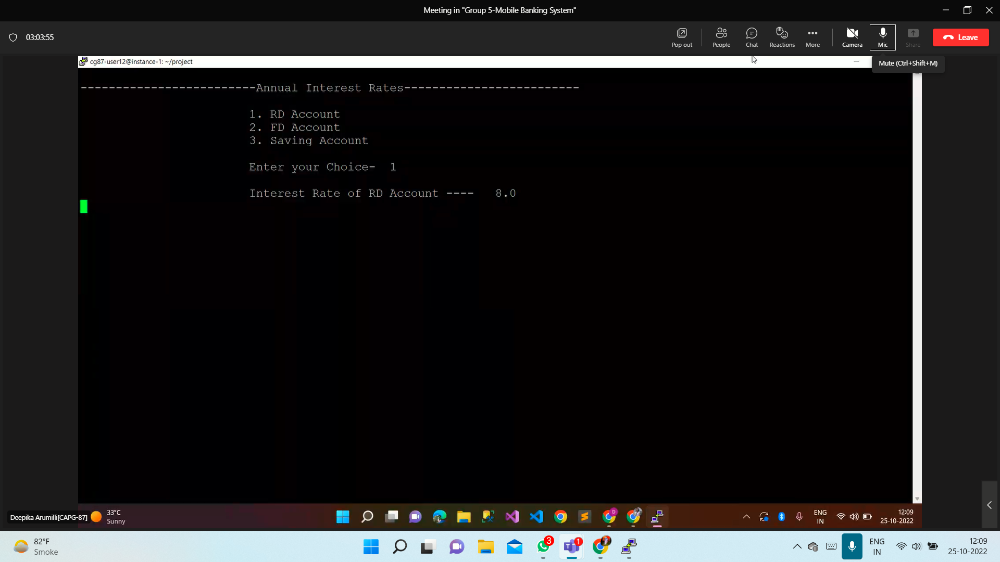 Meeting in "Group 5-Mobile Banking System"
03:03:55
Pop out
People
Chat
Reactions
More
Camera
Mic
Share
Leave
cg87-user12@instance-1: ~/project
Mute (Ctrl+Shift+M)
-------------------------Annual Interest Rates-------------------------
1. RD Account
2. FD Account
3. Saving Account
Enter your Choice-  1
Interest Rate of RD Account ----   8.0
Deepika Arumilli[CAPG-87]
33°C
Sunny
D
ENG
IN
12:09
25-10-2022
82°F
Smoke
3
1
ENG
IN
12:09
25-10-2022